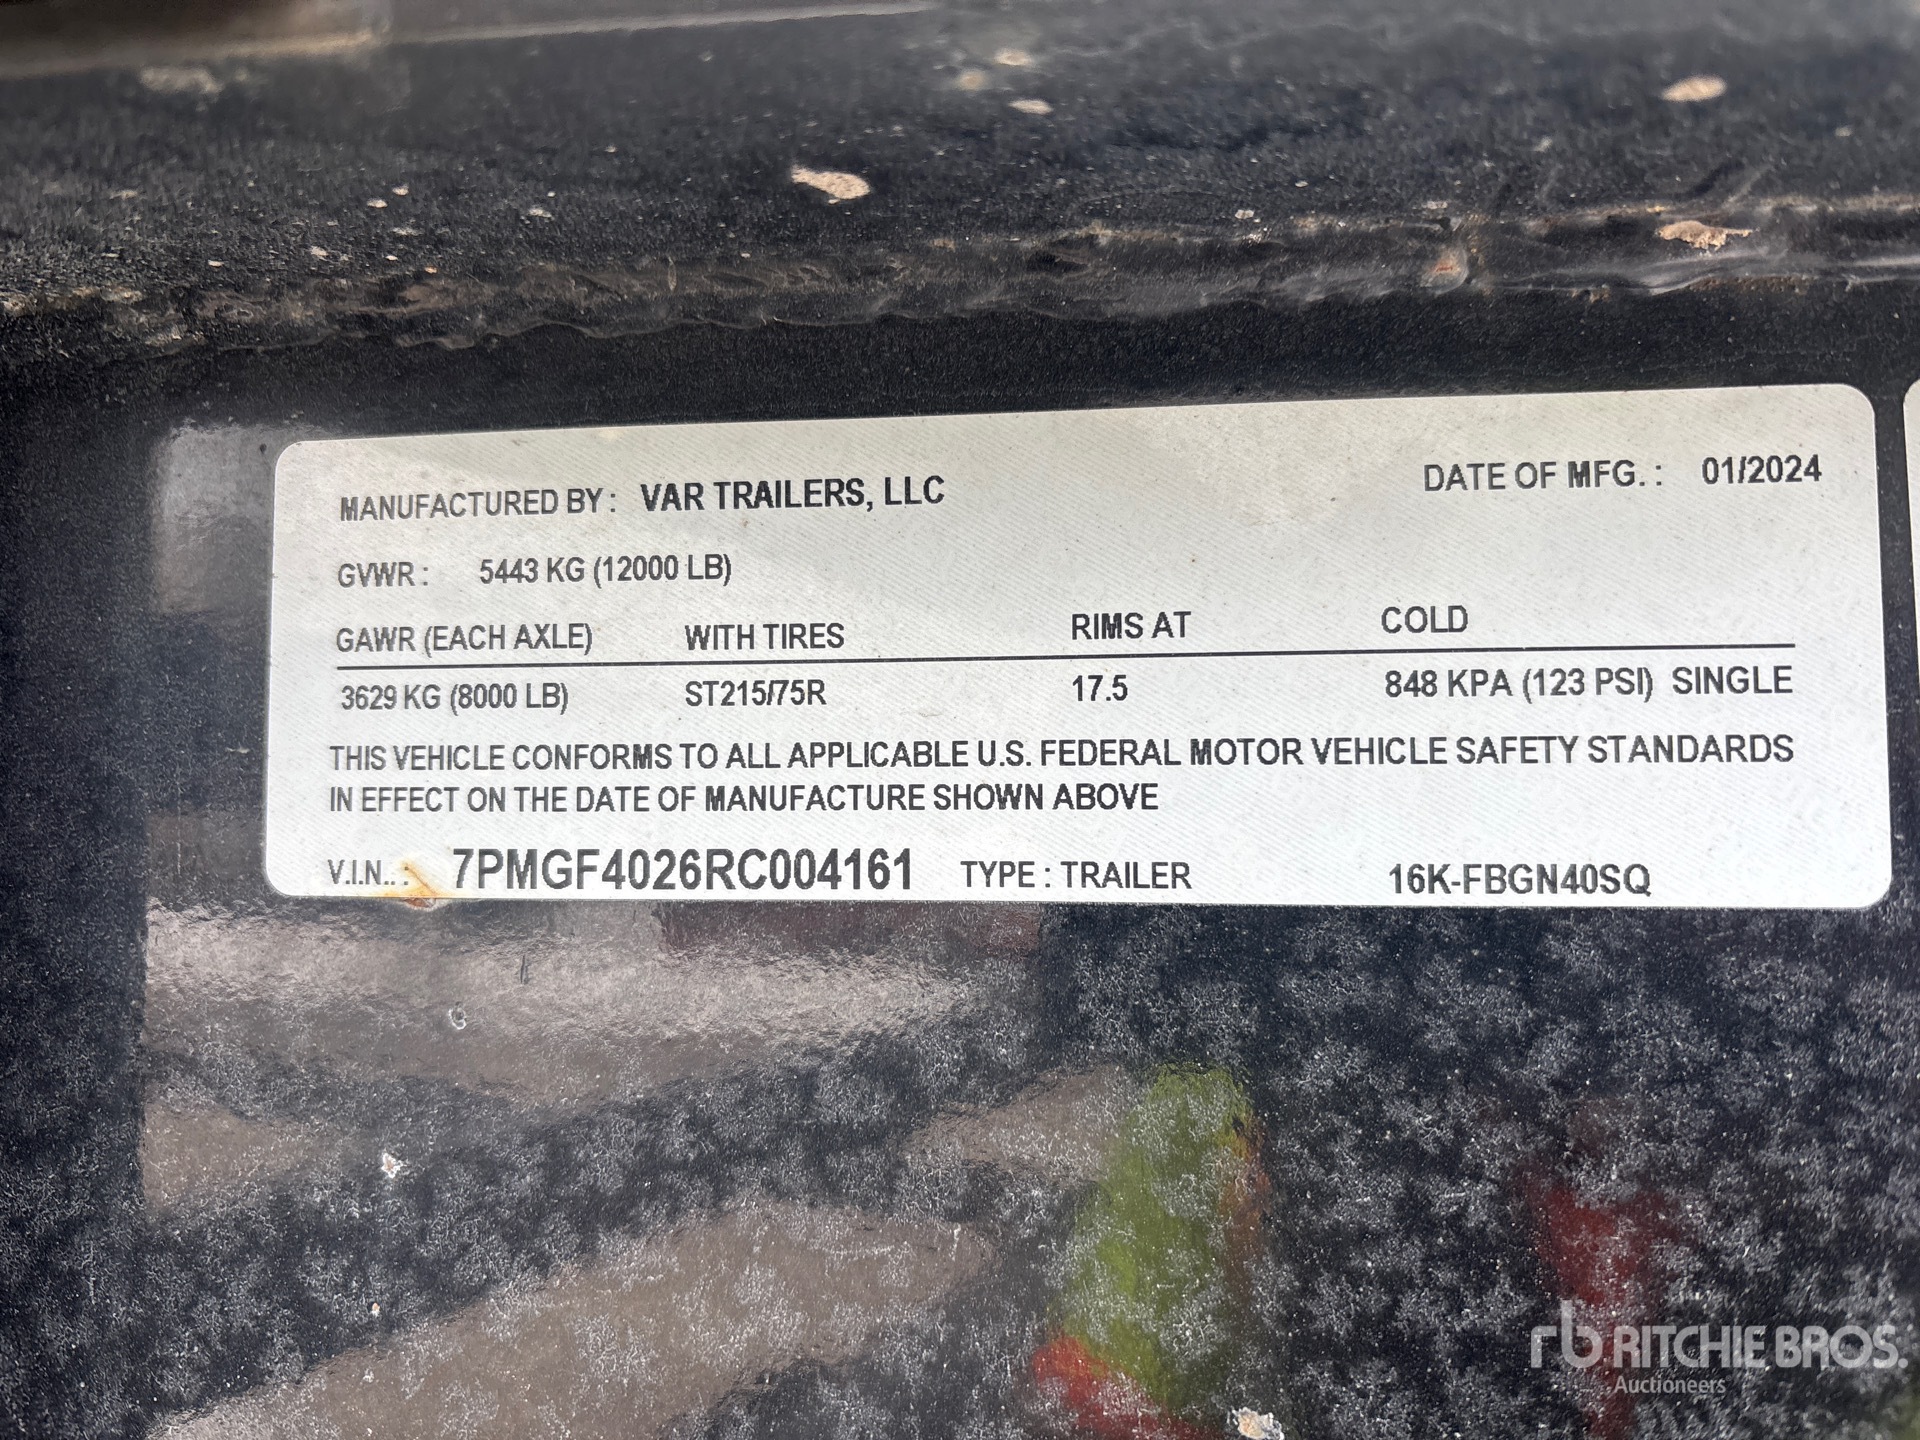 MANUFACTURED BY: VAR TRAILERS, LLC DATE OF MFG.: 01/2024
GVWR: 5443 KG (12000 LB)
GAWR (EACH AXLE) WITH TIRES RIMS AT COLD
3629 KG (8000 LB) ST215/75R 17.5 848 KPA (123 PSI) SINGLE
THIS VEHICLE CONFORMS TO ALL APPLICABLE U.S. FEDERAL MOTOR VEHICLE SAFETY STANDARDS
IN EFFECT ON THE DATE OF MANUFACTURE SHOWN ABOVE
V.I.N..: 7PMGF4026RC004161 TYPE: TRAILER 16K-FBGN40SQ
rb RITCHIE BROS.
Auctioneers